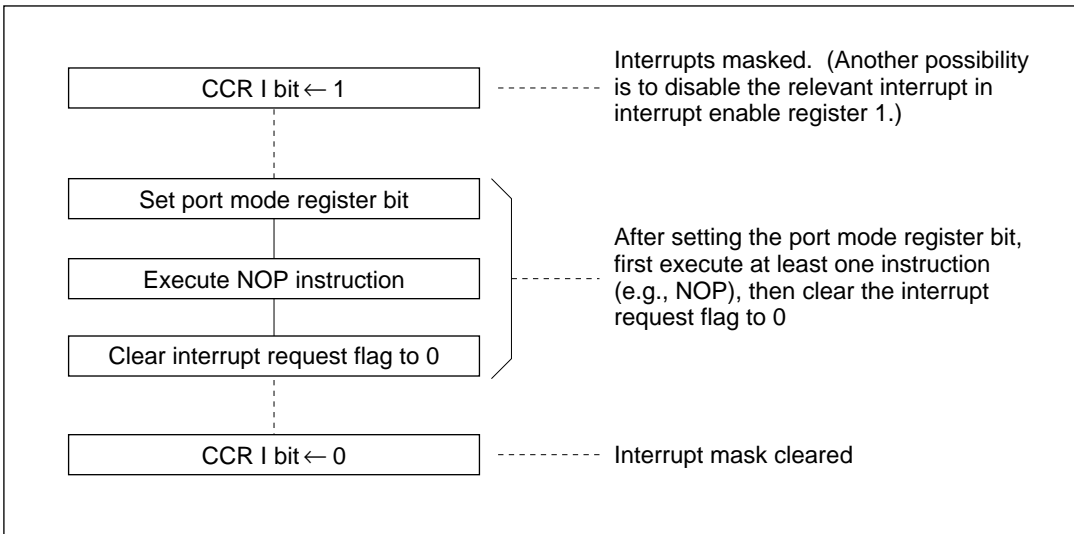 CCR I bit ← 1
Interrupts masked. (Another possibility
is to disable the relevant interrupt in
interrupt enable register 1.)
Set port mode register bit
Execute NOP instruction
Clear interrupt request flag to 0
After setting the port mode register bit,
first execute at least one instruction
(e.g., NOP), then clear the interrupt
request flag to 0
CCR I bit ← 0
Interrupt mask cleared